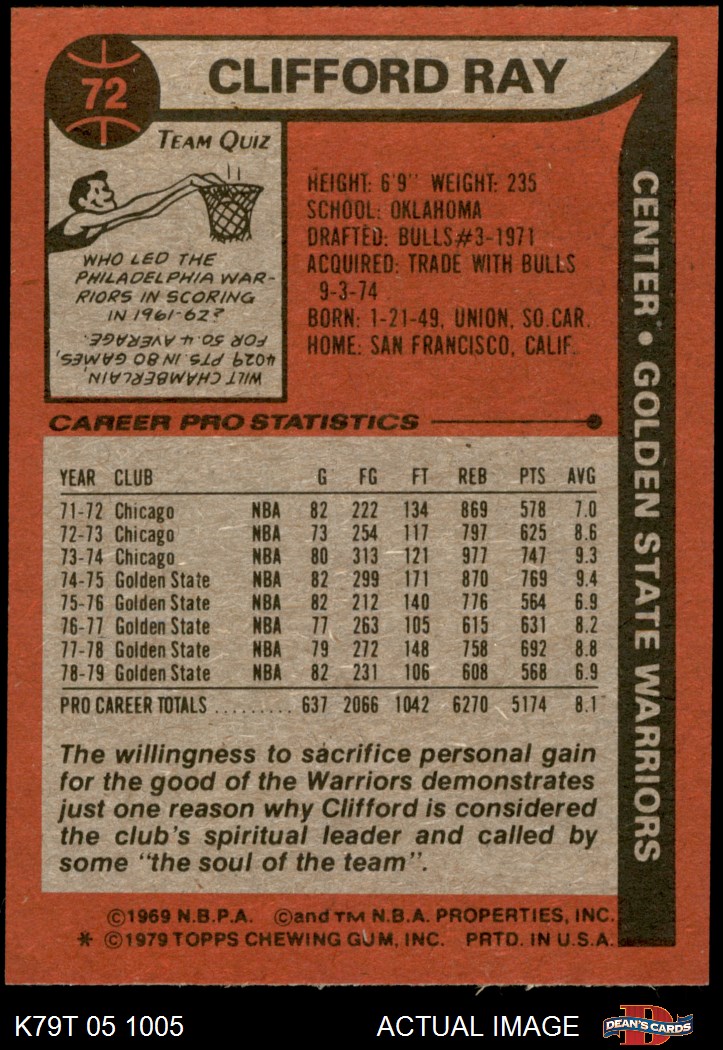 72
CLIFFORD RAY
TEAM QUIZ
WHO LED THE
PHILADELPHIA WAR-
RIORS IN SCORING
IN 1961-62?
WILT CHAMBERLAIN,
4029 PTS. IN 80 GAMES,
FOR 50.4 AVERAGE.
HEIGHT: 6'9" WEIGHT: 235
SCHOOL: OKLAHOMA
DRAFTED: BULLS#3-1971
ACQUIRED: TRADE WITH BULLS
9-3-74
BORN: 1-21-49, UNION, SO.CAR.
HOME: SAN FRANCISCO, CALIF.
CENTER • GOLDEN STATE WARRIORS
CAREER PRO STATISTICS
YEAR CLUB G FG FT REB PTS AVG
71-72 Chicago NBA 82 222 134 869 578 7.0
72-73 Chicago NBA 73 254 117 797 625 8.6
73-74 Chicago NBA 80 313 121 977 747 9.3
74-75 Golden State NBA 82 299 171 870 769 9.4
75-76 Golden State NBA 82 212 140 776 564 6.9
76-77 Golden State NBA 77 263 105 615 631 8.2
77-78 Golden State NBA 79 272 148 758 692 8.8
78-79 Golden State NBA 82 231 106 608 568 6.9
PRO CAREER TOTALS ......... 637 2066 1042 6270 5174 8.1
The willingness to sacrifice personal gain
for the good of the Warriors demonstrates
just one reason why Clifford is considered
the club's spiritual leader and called by
some "the soul of the team".
©1969 N.B.P.A. ©and TM N.B.A. PROPERTIES, INC.
* ©1979 TOPPS CHEWING GUM, INC. PRTD. IN U.S.A.
K79T 05 1005 ACTUAL IMAGE
D
DEAN'S CARDS